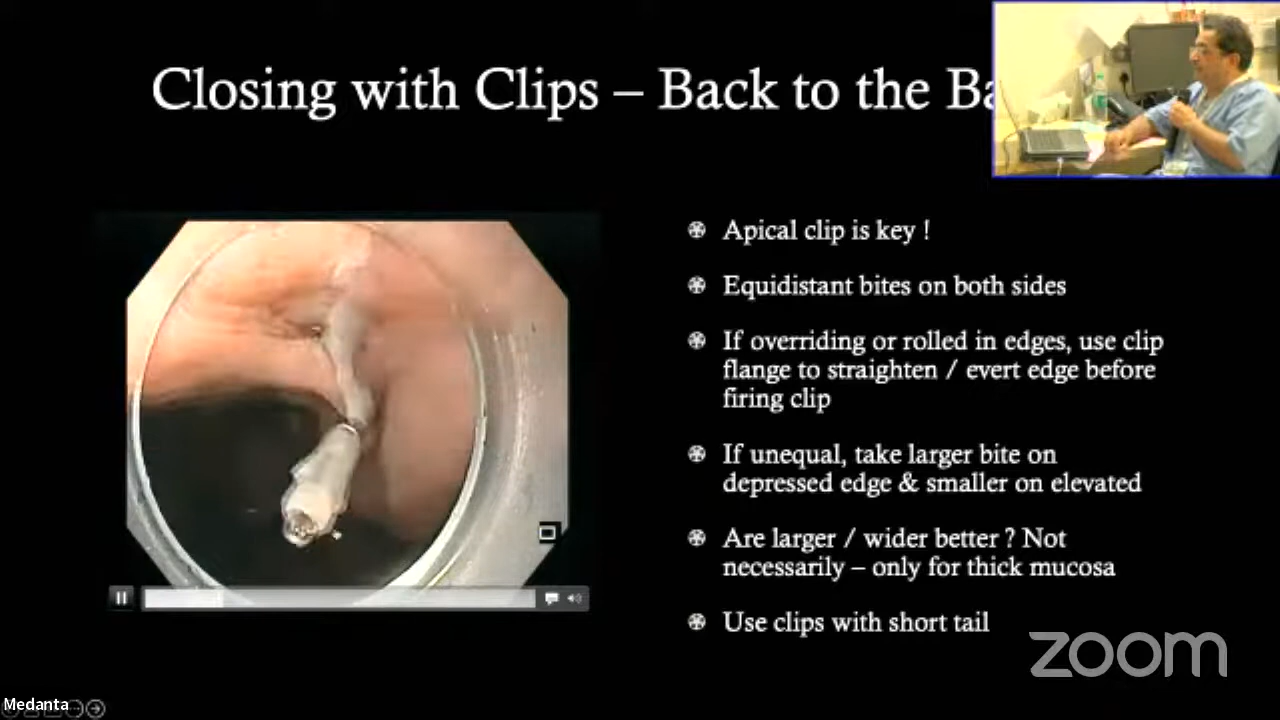 Closing with Clips – Back to the Ba
Apical clip is key !
Equidistant bites on both sides
If overriding or rolled in edges, use clip
flange to straighten / evert edge before
firing clip
If unequal, take larger bite on
depressed edge & smaller on elevated
Are larger / wider better ? Not
necessarily – only for thick mucosa
Use clips with short tail
zoom
Medanta